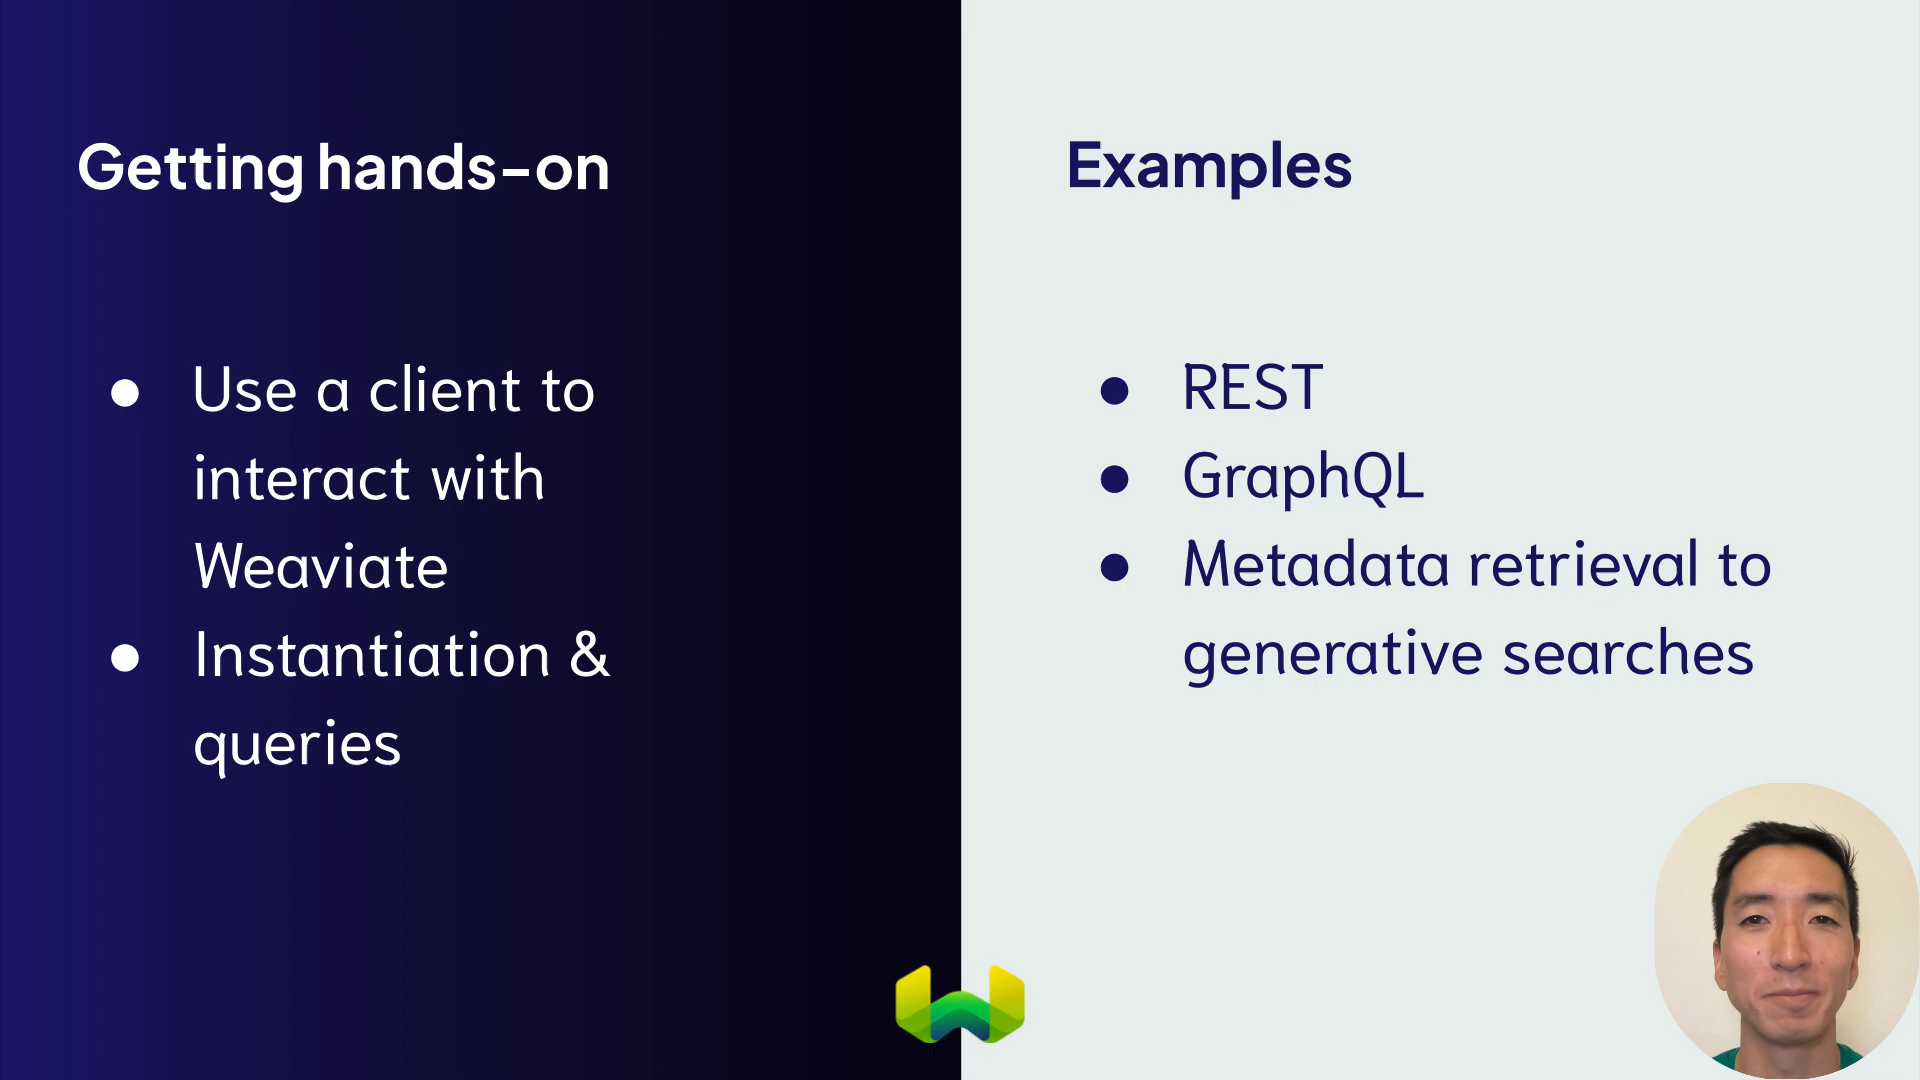 Getting hands-on
● Use a client to
interact with
Weaviate
● Instantiation &
queries
Examples
● REST
● GraphQL
● Metadata retrieval to
generative searches